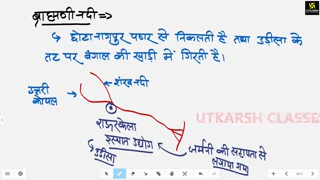 ब्राह्मणी नदी ⇒
* छोटा नागपुर पठार से निकलती है तथा उड़ीसा के
तट पर बंगाल की खाड़ी में गिरती है।
उत्तरी
कोयल
शंख नदी
राऊरकेला
इस्पात उद्योग
उड़ीसा
जर्मनी की सहायता से
लगाया गया
UTKARSH CLASSES